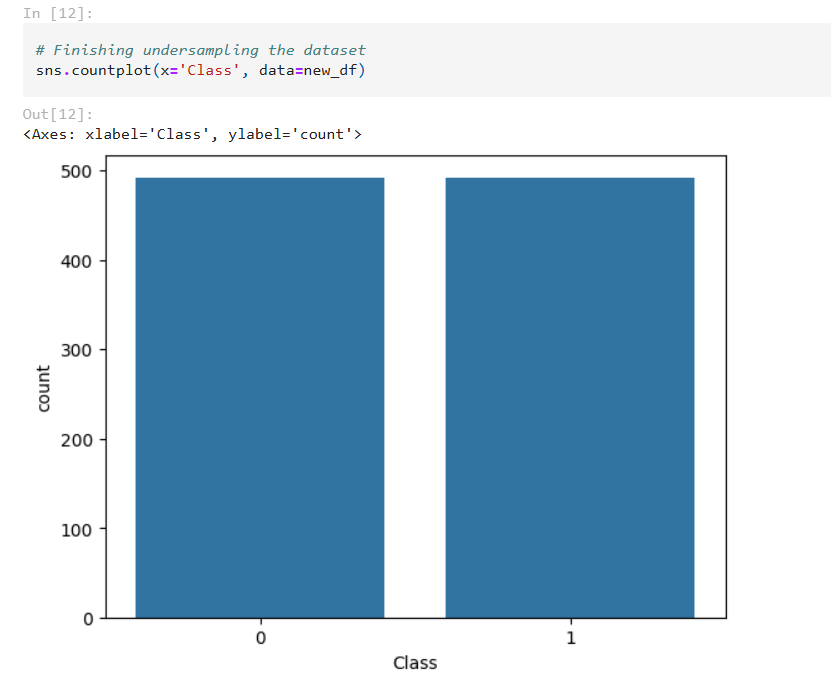 In [12]:
# Finishing undersampling the dataset
sns.countplot(x='Class', data=new_df)
Out[12]:
<Axes: xlabel='Class', ylabel='count'>
500
400
300
200
100
0
count
0 1
Class